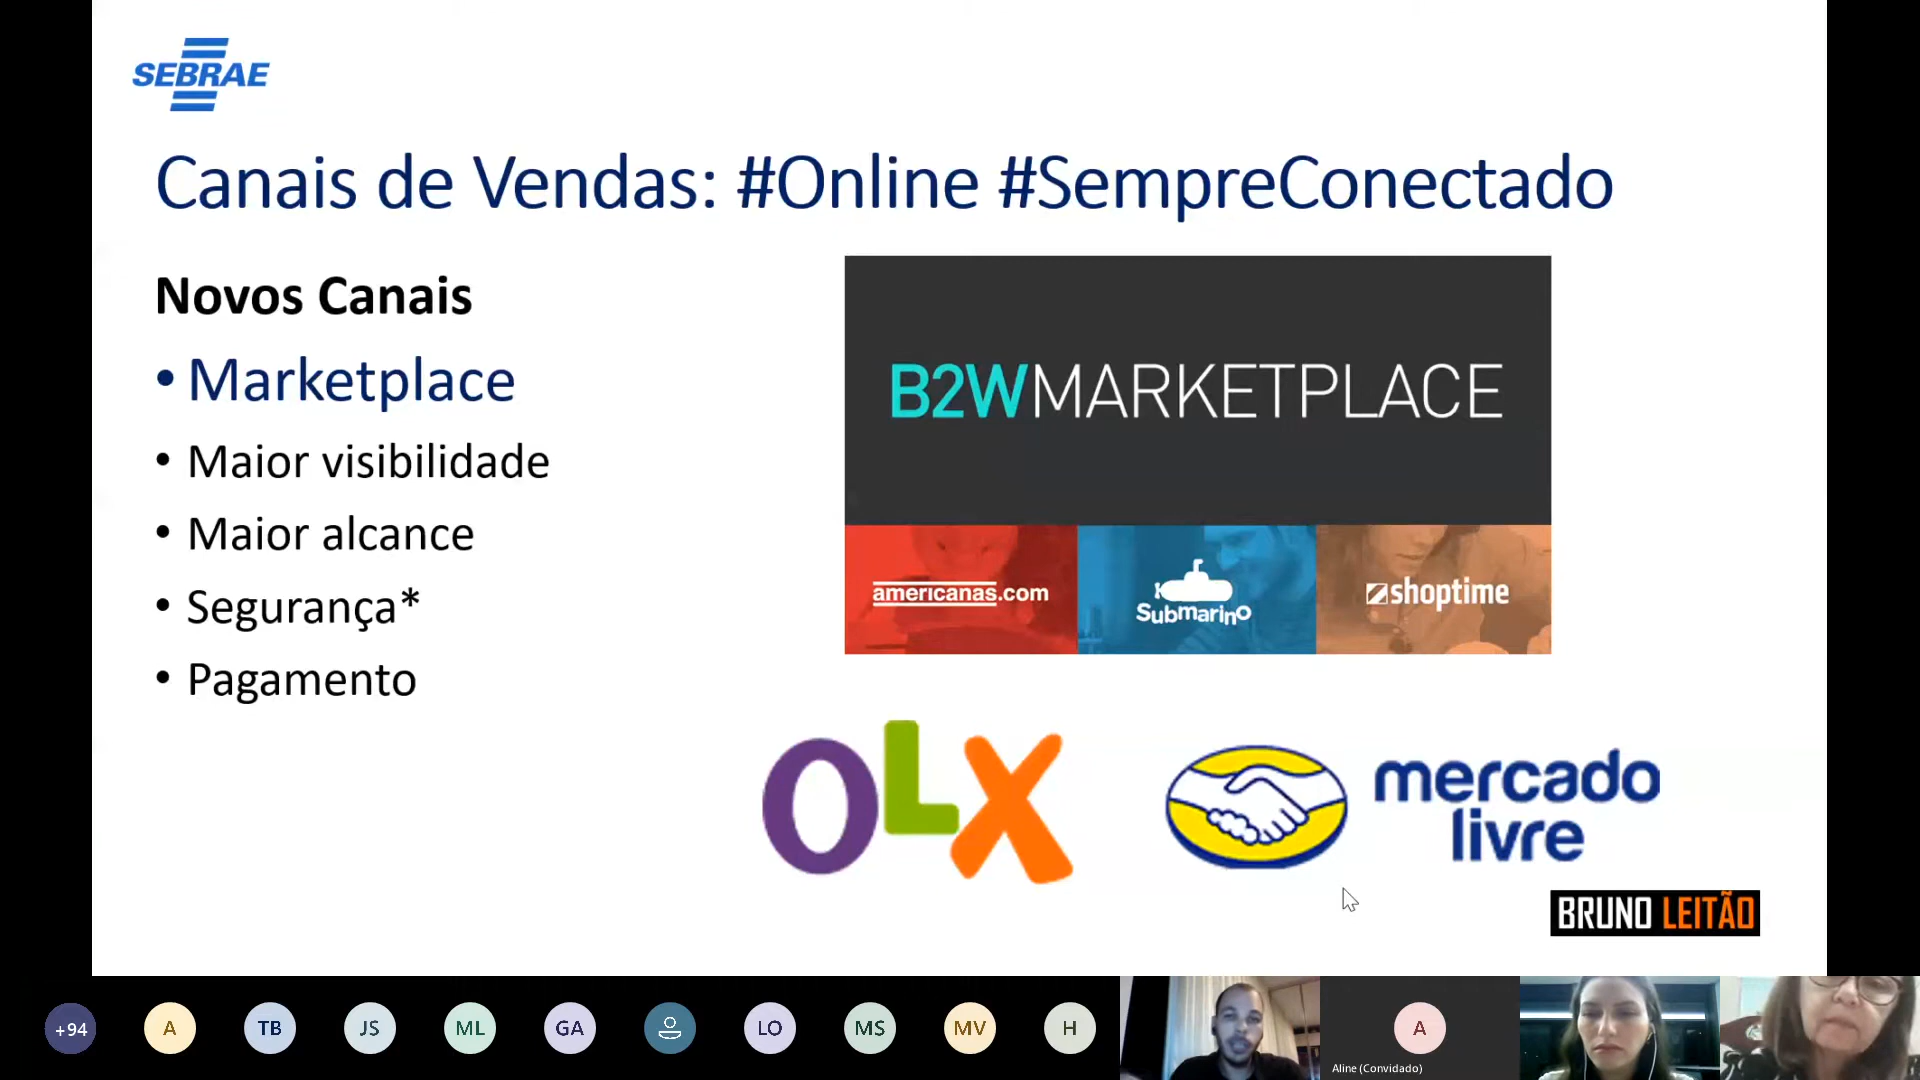 SEBRAE
Canais de Vendas: #Online #SempreConectado
Novos Canais
• Marketplace
• Maior visibilidade
• Maior alcance
• Segurança*
• Pagamento
B2WMARKETPLACE
americanas.com
Submarino
shoptime
OLX
mercado
livre
BRUNO LEITÃO
+94
A
TB
JS
ML
GA
LO
MS
MV
H
A
Aline (Convidado)